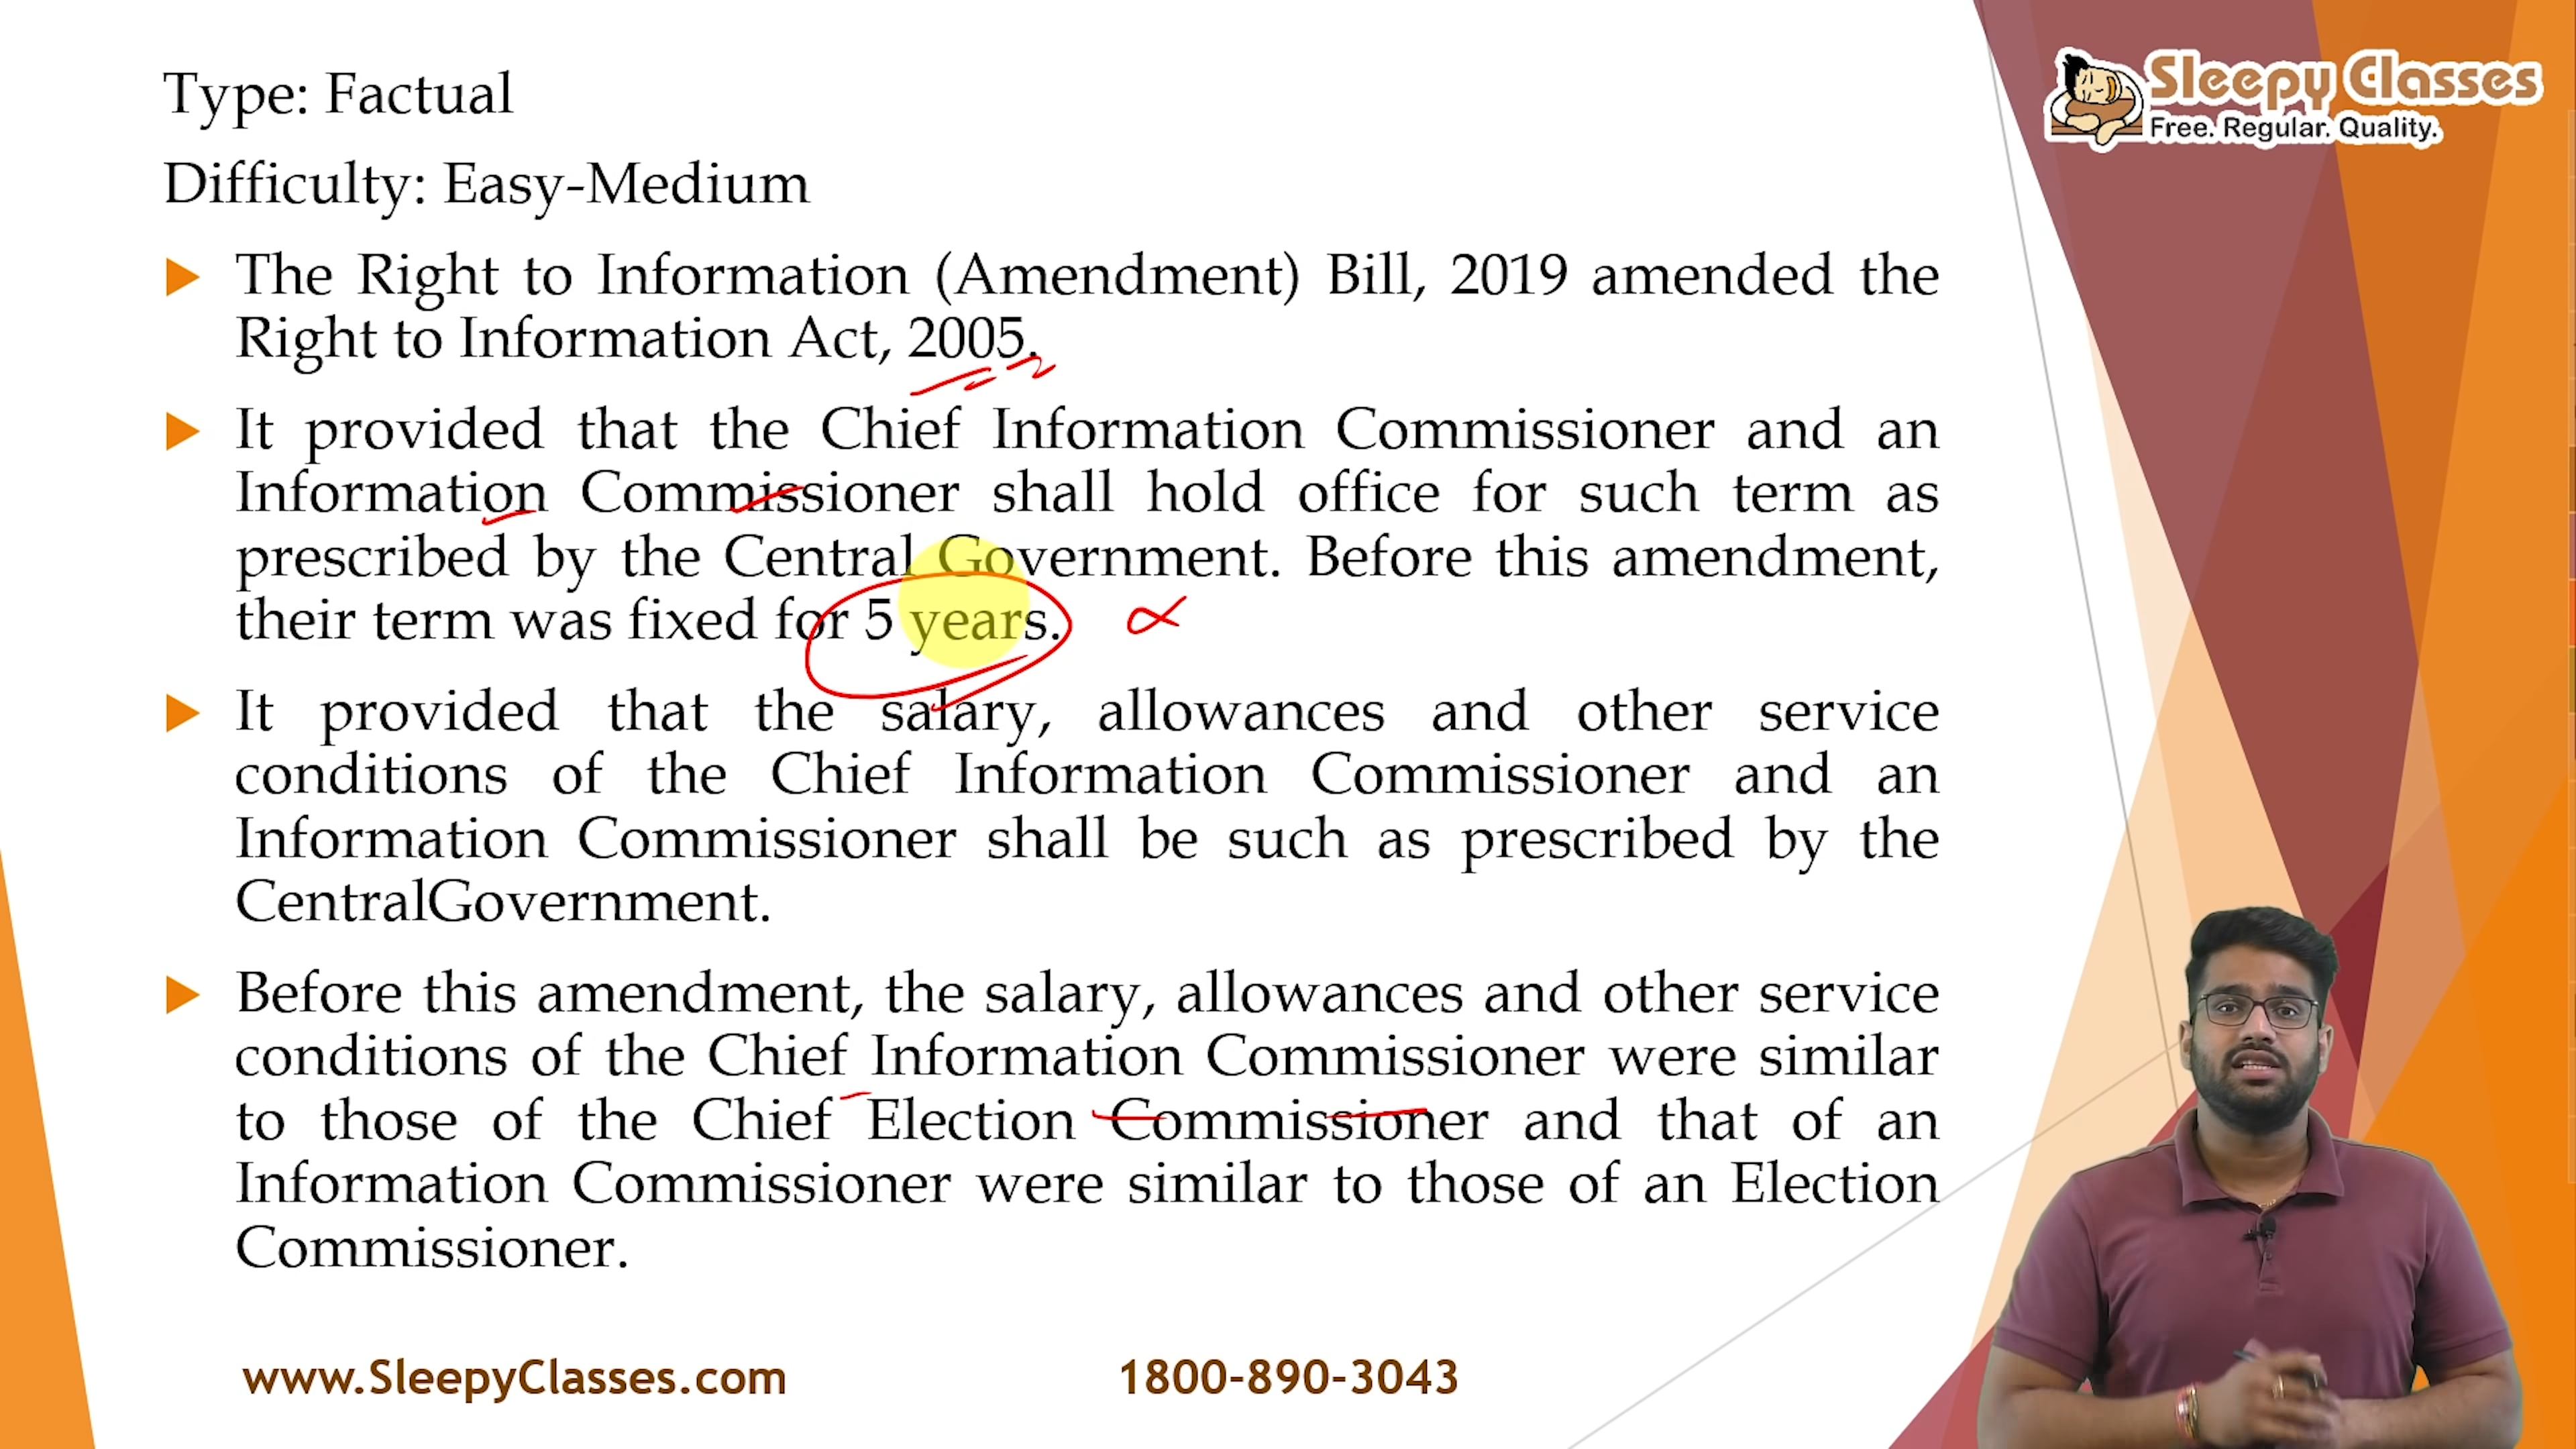 Type: Factual
Sleepy Classes
Free. Regular. Quality.
Difficulty: Easy-Medium
The Right to Information (Amendment) Bill, 2019 amended the
Right to Information Act, 2005.
It provided that the Chief Information Commissioner and an
Information Commissioner shall hold office for such term as
prescribed by the Central Government. Before this amendment,
their term was fixed for 5 years.
It provided that the salary, allowances and other service
conditions of the Chief Information Commissioner and an
Information Commissioner shall be such as prescribed by the
CentralGovernment.
Before this amendment, the salary, allowances and other service
conditions of the Chief Information Commissioner were similar
to those of the Chief Election Commissioner and that of an
Information Commissioner were similar to those of an Election
Commissioner.
www.SleepyClasses.com
1800-890-3043